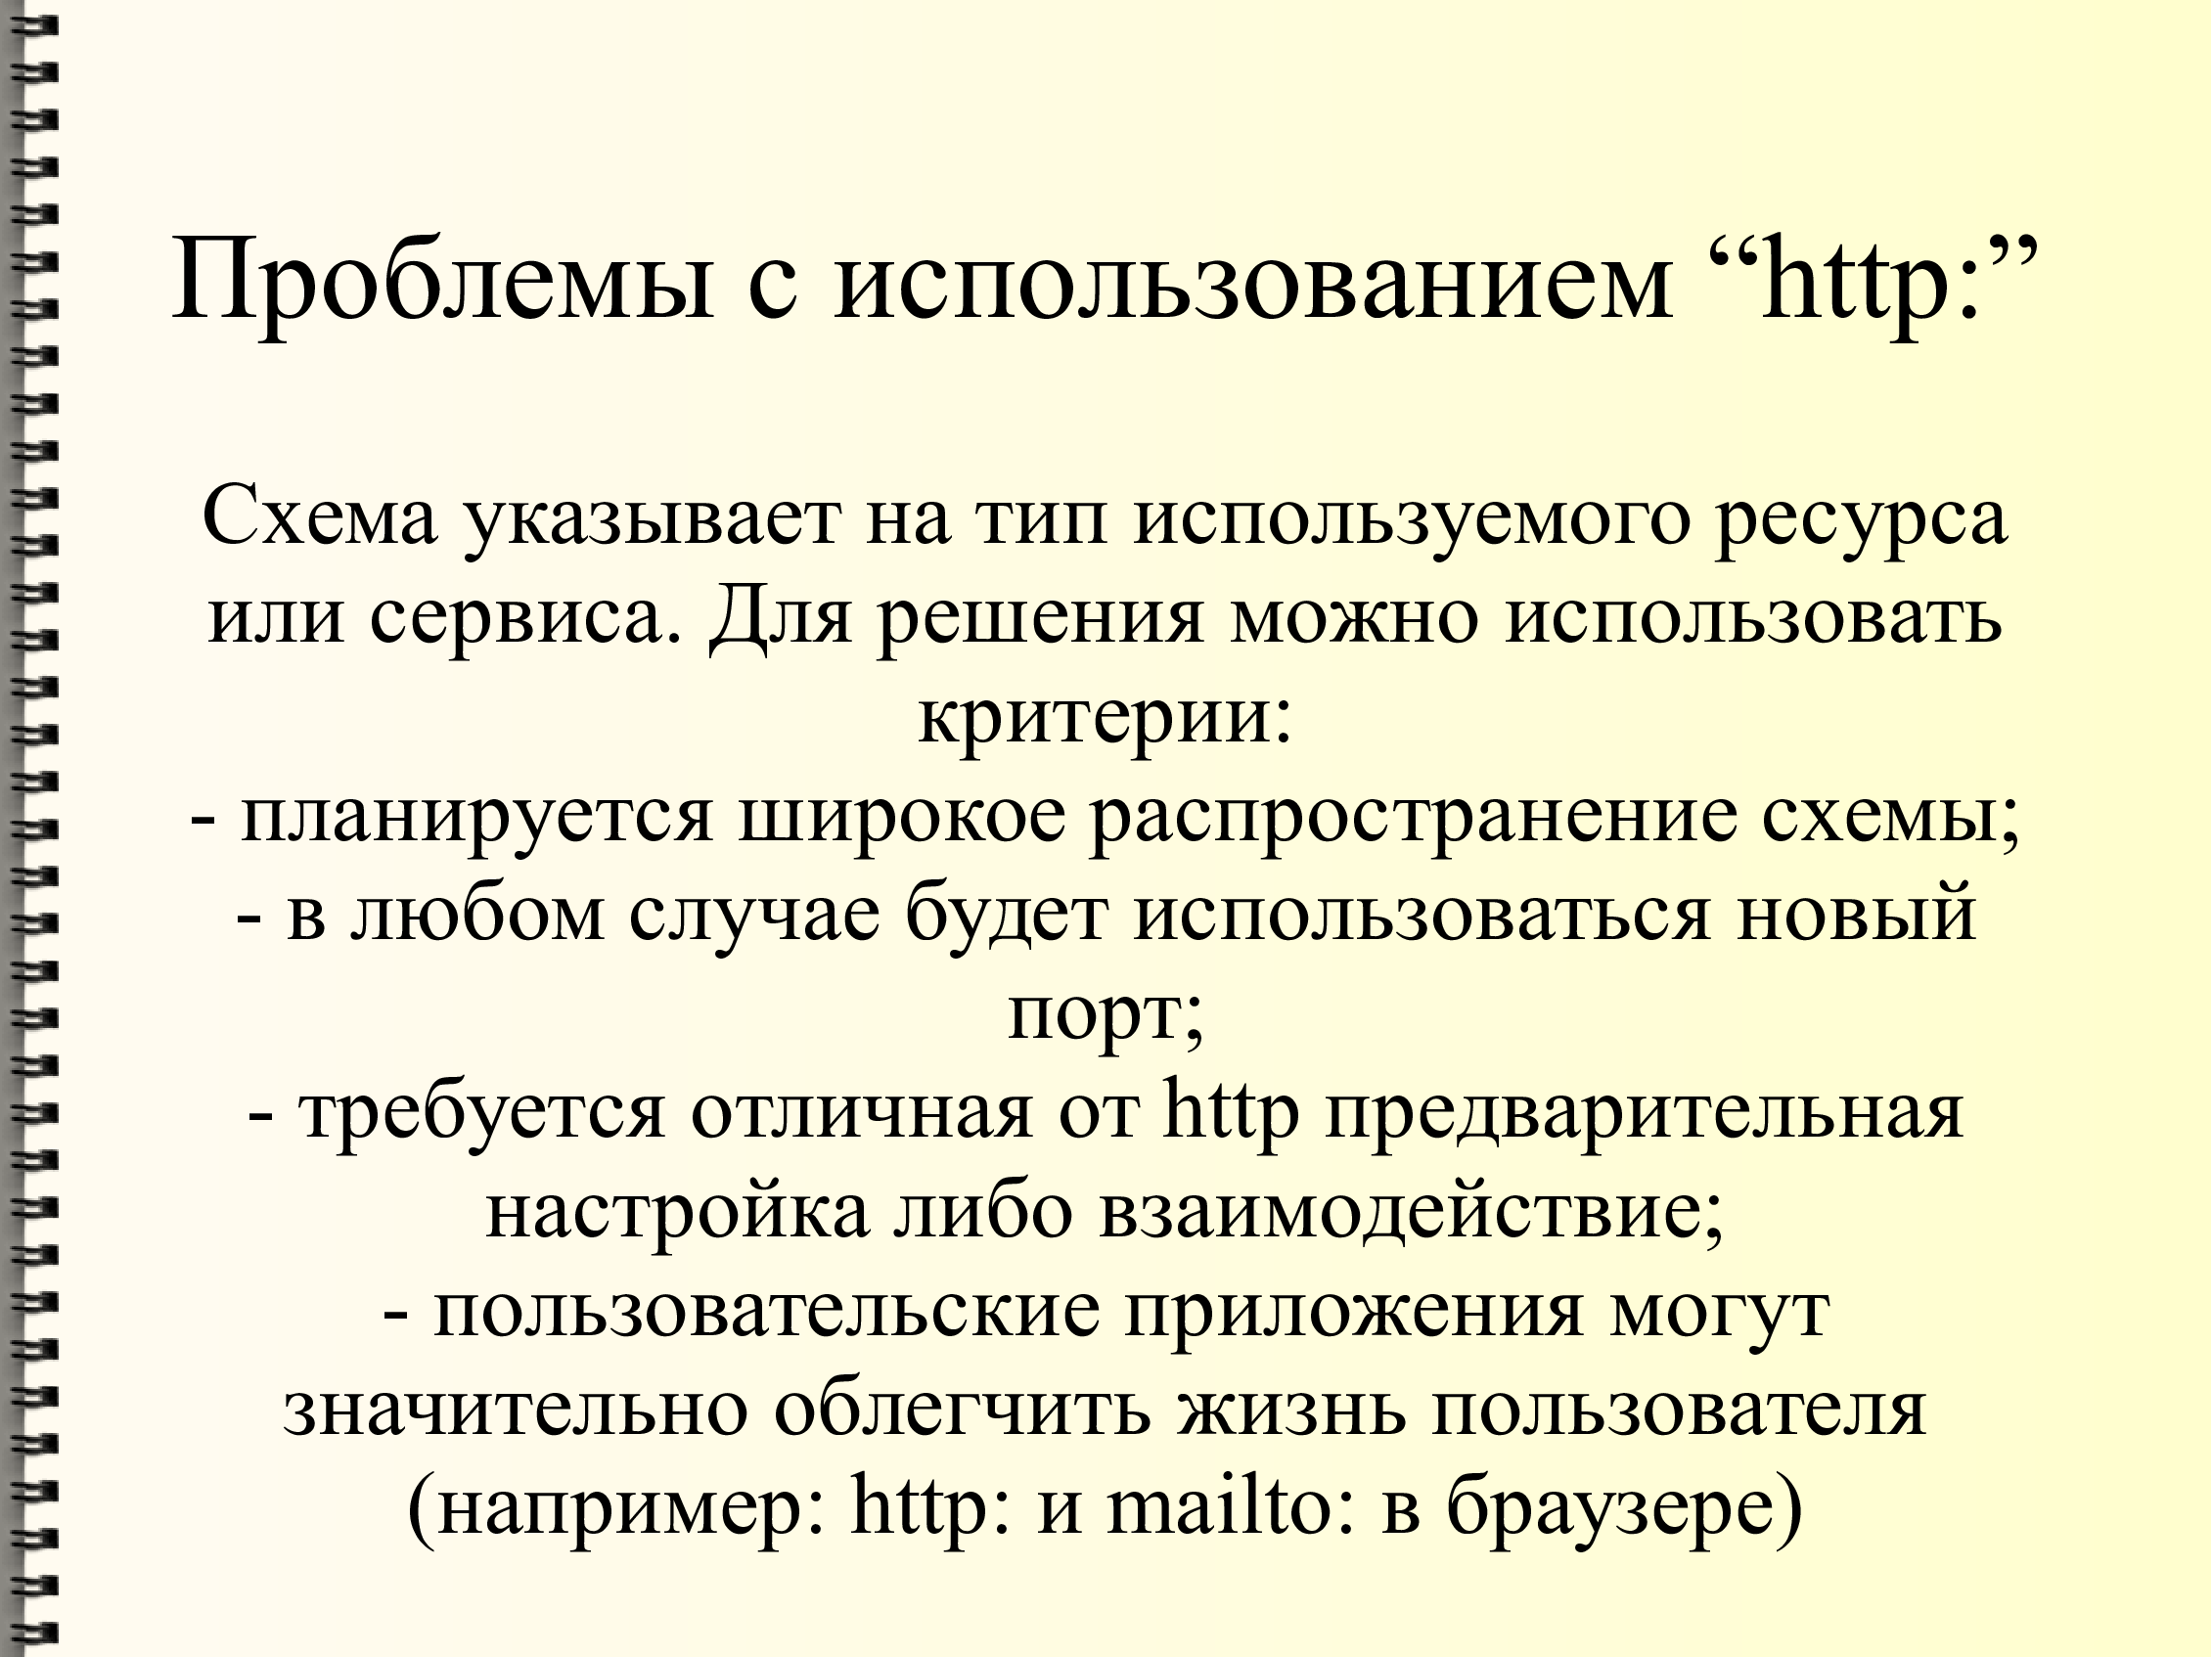 Проблемы с использованием “http:”
Схема указывает на тип используемого ресурса
или сервиса. Для решения можно использовать
критерии:
- планируется широкое распространение схемы;
- в любом случае будет использоваться новый
порт;
- требуется отличная от http предварительная
настройка либо взаимодействие;
- пользовательские приложения могут
значительно облегчить жизнь пользователя
(например: http: и mailto: в браузере)